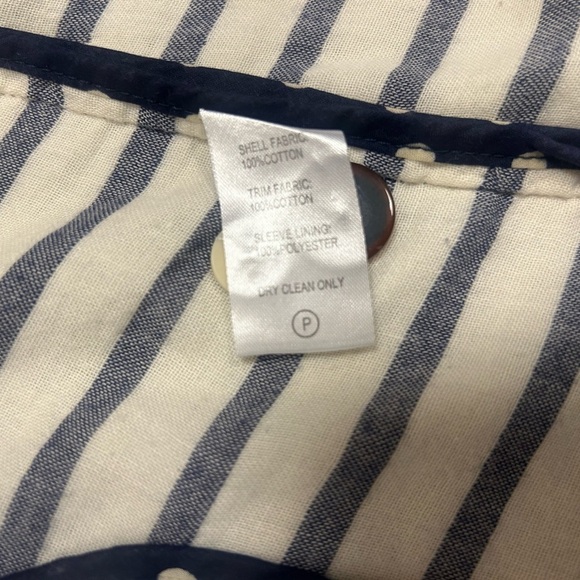 SHELL FABRIC:
100%COTTON
TRIM FABRIC:
100%COTTON
SLEEVE LINING:
100%POLYESTER
DRY CLEAN ONLY
P